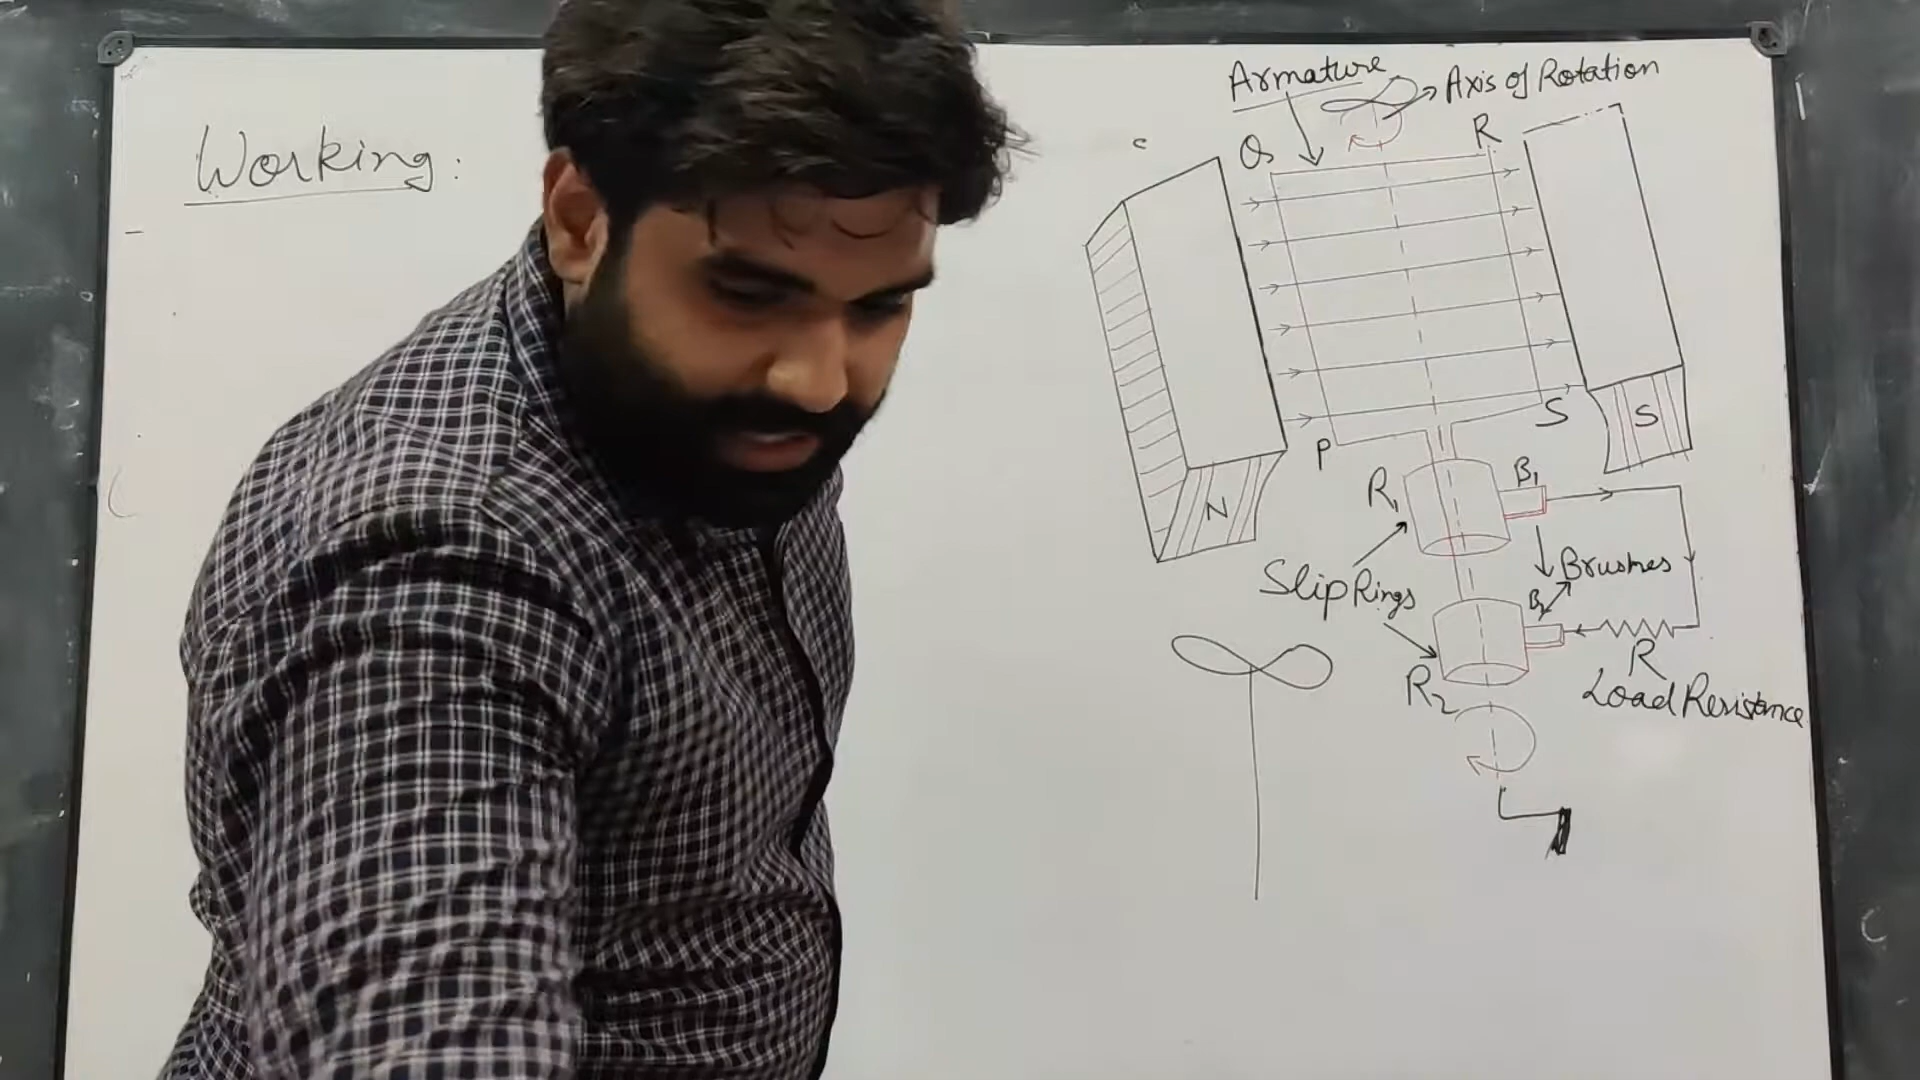 Working:
Armature
Axis of Rotation
Q
R
P
S
S
N
R1
B1
Brushes
Slip Rings
B2
R
R2
Load Resistance